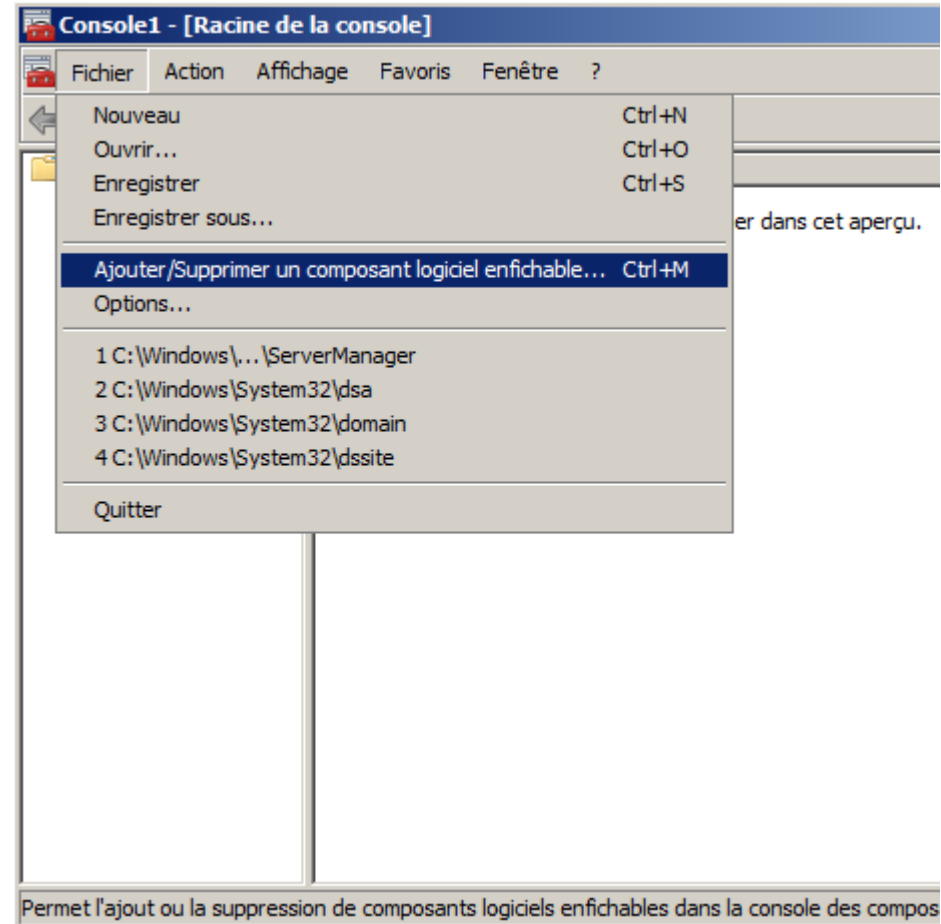 Console1 - [Racine de la console]
Fichier Action Affichage Favoris Fenêtre ?
Nouveau Ctrl+N
Ouvrir... Ctrl+O
Enregistrer Ctrl+S
Enregistrer sous...
er dans cet aperçu.
Ajouter/Supprimer un composant logiciel enfichable... Ctrl+M
Options...
1 C:\Windows\...\ServerManager
2 C:\Windows\System32\dsa
3 C:\Windows\System32\domain
4 C:\Windows\System32\dssite
Quitter
Permet l'ajout ou la suppression de composants logiciels enfichables dans la console des compos